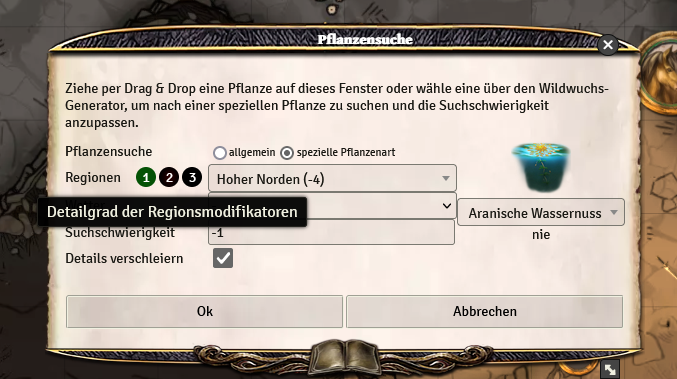 Pflanzensuche
Ziehe per Drag & Drop eine Pflanze auf dieses Fenster oder wähle eine über den Wildwuchs-
Generator, um nach einer speziellen Pflanze zu suchen und die Suchschwierigkeit
anzupassen.
Pflanzensuche allgemein spezielle Pflanzenart
Regionen 1 2 3 Hoher Norden (-4)
Detailgrad der Regionsmodifikatoren
Aranische Wassernuss
Suchschwierigkeit -1
nie
Details verschleiern
Ok Abbrechen